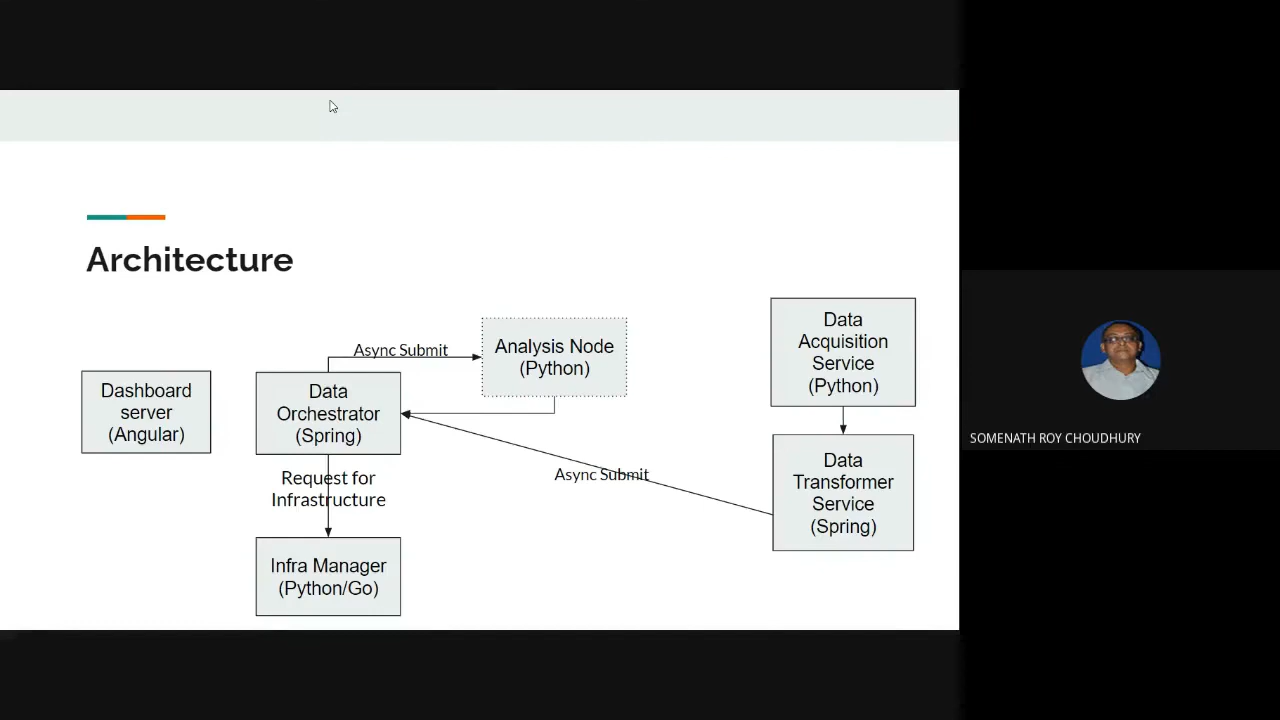 Architecture
Async Submit
Analysis Node
(Python)
Data
Acquisition
Service
(Python)
Dashboard
server
(Angular)
Data
Orchestrator
(Spring)
Request for
Infrastructure
Async Submit
Data
Transformer
Service
(Spring)
Infra Manager
(Python/Go)
SOMENATH ROY CHOUDHURY